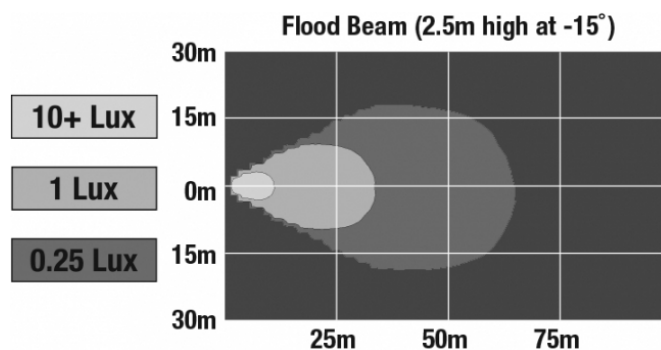 Flood Beam (2.5m high at -15°)
30m
15m
0m
15m
30m
10+ Lux
1 Lux
0.25 Lux
25m
50m
75m